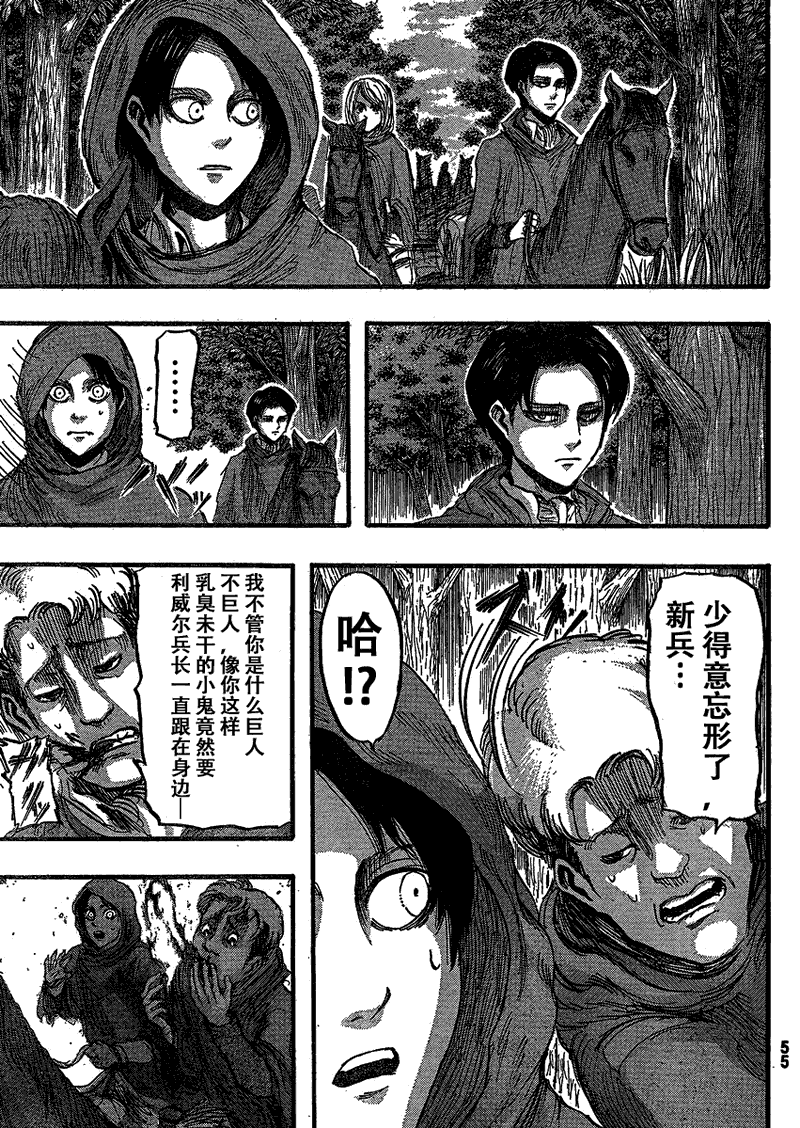 ……
少得意忘形了，
新兵…
哈!?
我不管你是什么巨人
不巨人，像你这样
乳臭未干的小鬼竟然要
利威尔兵长一直跟在身边—
55